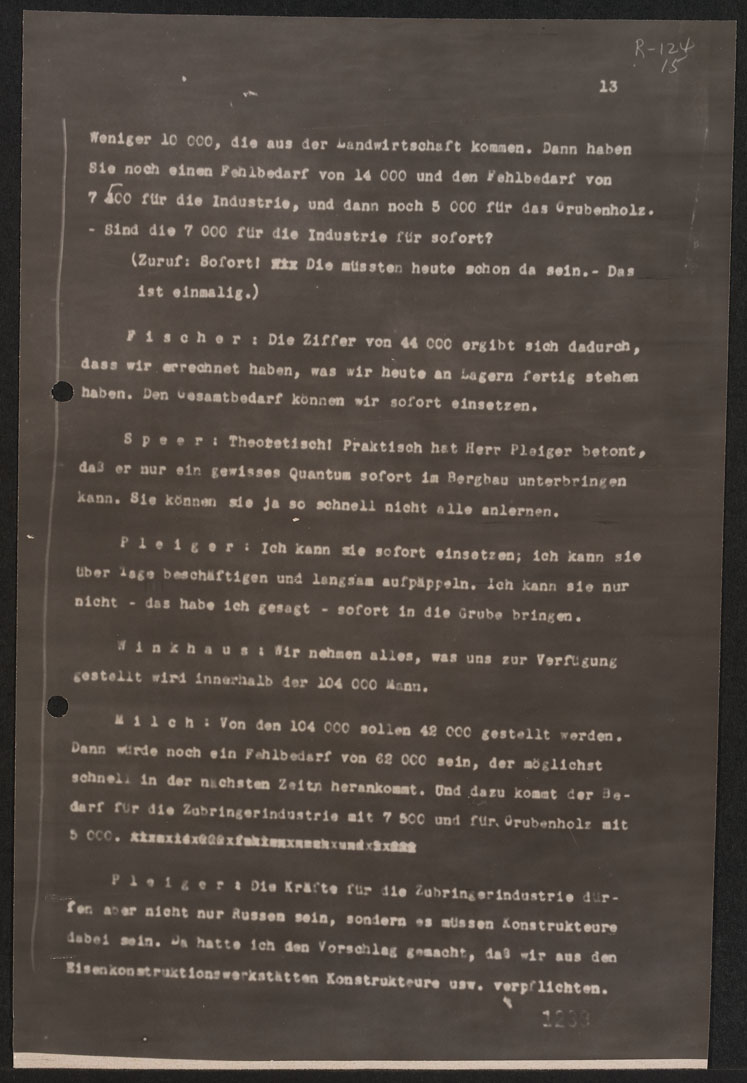 R-124
15
13
Weniger 10 000, die aus der Landwirtschaft kommen. Dann haben
Sie noch einen Fehlbedarf von 14 000 und den Fehlbedarf von
7 500 für die Industrie, und dann noch 5 000 für das Grubenholz.
- Sind die 7 000 für die Industrie für sofort?
(Zuruf: Sofort! Die müssten heute schon da sein.- Das
ist einmalig.)
F i s c h e r : Die Ziffer von 44 000 ergibt sich dadurch,
dass wir errechnet haben, was wir heute an Lagern fertig stehen
haben. Den Gesamtbedarf können wir sofort einsetzen.
S p e e r : Theoretisch! Praktisch hat Herr Pleiger betont,
daß er nur ein gewisses Quantum sofort im Bergbau unterbringen
kann. Sie können sie ja so schnell nicht alle anlernen.
P l e i g e r : Ich kann sie sofort einsetzen; ich kann sie
über Tage beschäftigen und langsam aufpäppeln. Ich kann sie nur
nicht - das habe ich gesagt - sofort in die Grube bringen.
W i n k h a u s : Wir nehmen alles, was uns zur Verfügung
gestellt wird innerhalb der 104 000 Mann.
M i l c h : Von den 104 000 sollen 42 000 gestellt werden.
Dann würde noch ein Fehlbedarf von 62 000 sein, der möglichst
schnell in der nächsten Zeitn herankommt. Und dazu kommt der Be-
darf für die Zubringerindustrie mit 7 500 und für Grubenholz mit
5 000.
P l e i g e r : Die Kräfte für die Zubringerindustrie dür-
fen aber nicht nur Russen sein, sondern es müssen Konstrukteure
dabei sein. Da hatte ich den Vorschlag gemacht, daß wir aus den
Eisenkonstruktionswerkstätten Konstrukteure usw. verpflichten.